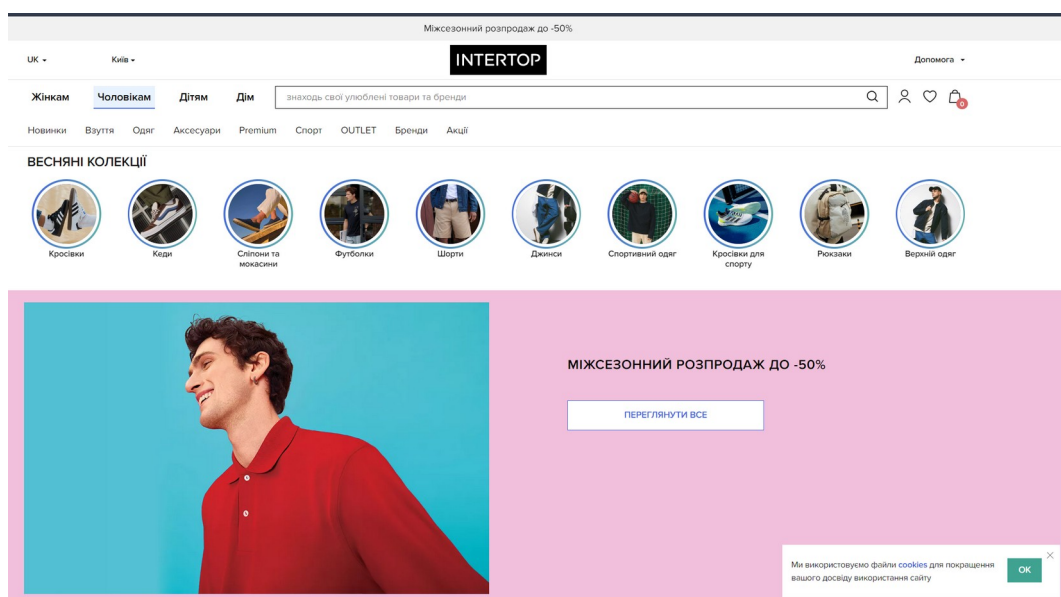 Міжсезонний розпродаж до -50%
UK Київ INTERTOP Допомога
Жінкам Чоловікам Дітям Дім знаходь свої улюблені товари та бренди 0
Новинки Взуття Одяг Аксесуари Premium Спорт OUTLET Бренди Акції
ВЕСНЯНІ КОЛЕКЦІЇ
Кросівки Кеди Сліпони та Футболки Шорти Джинси Спортивний одяг Кросівки для Рюкзаки Верхній одяг
мокасини спорту
МІЖСЕЗОННИЙ РОЗПРОДАЖ ДО -50%
ПЕРЕГЛЯНУТИ ВСЕ
Ми використовуємо файли cookies для покращення
вашого досвіду використання сайту
OK